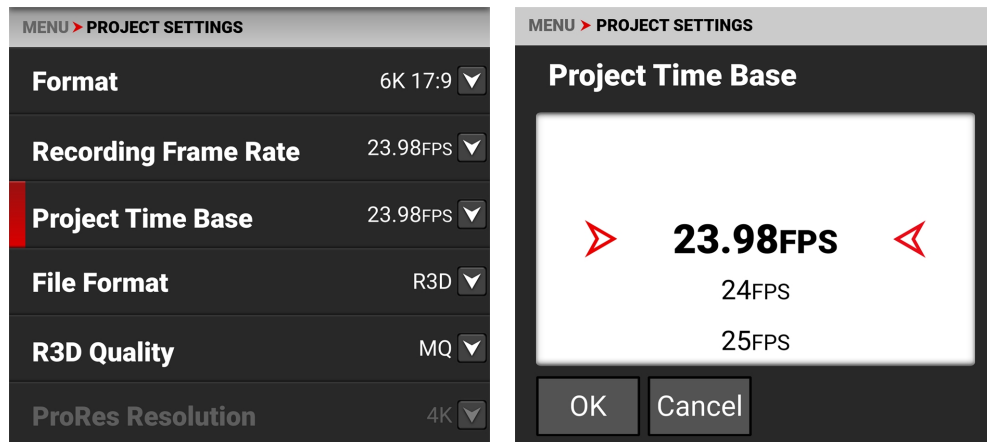 MENU PROJECT SETTINGS
Format 6K 17:9
Recording Frame Rate 23.98FPS
Project Time Base 23.98FPS
File Format R3D
R3D Quality MQ
ProRes Resolution 4K
MENU PROJECT SETTINGS
Project Time Base
23.98FPS
24FPS
25FPS
OK Cancel